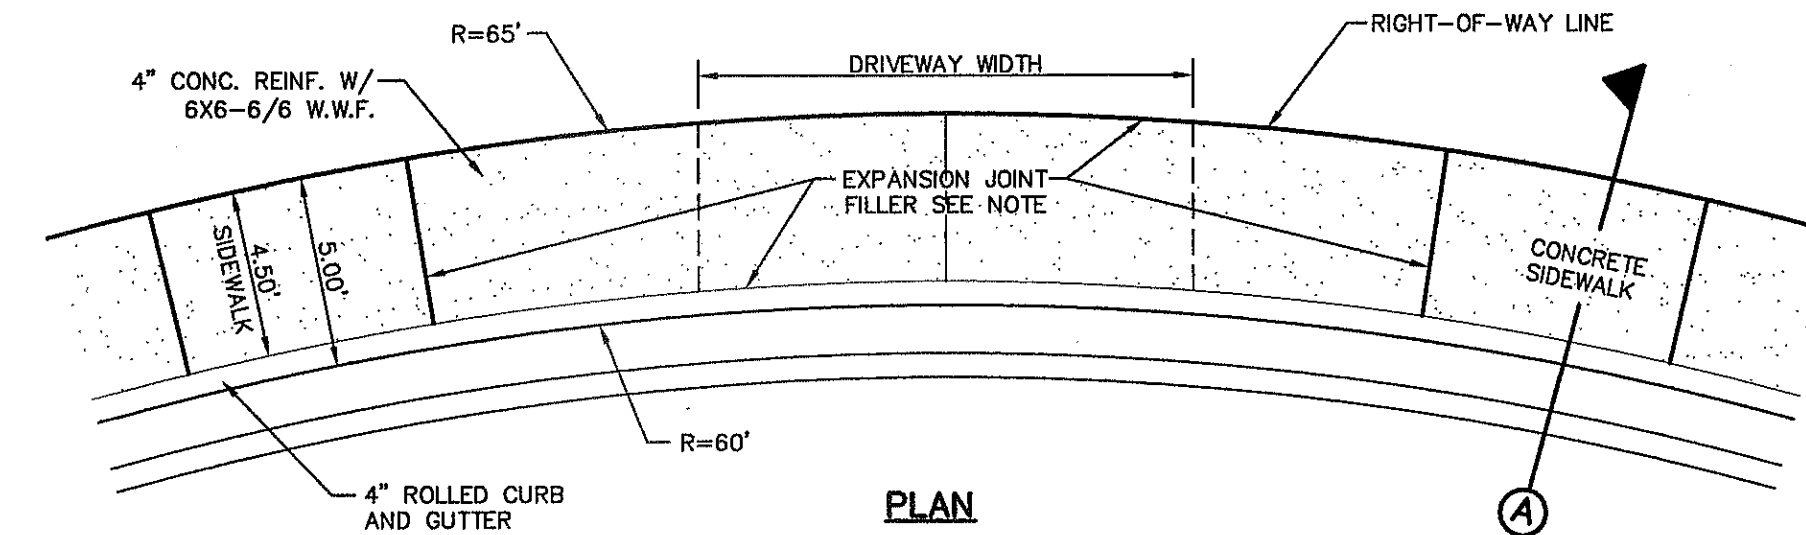 R=65'
RIGHT-OF-WAY LINE
4" CONC. REINF. W/
6X6-6/6 W.W.F.
DRIVEWAY WIDTH
EXPANSION JOINT
FILLER SEE NOTE
SIDEWALK
4.50'
5.00'
CONCRETE
SIDEWALK
R=60'
4" ROLLED CURB
AND GUTTER
PLAN
A